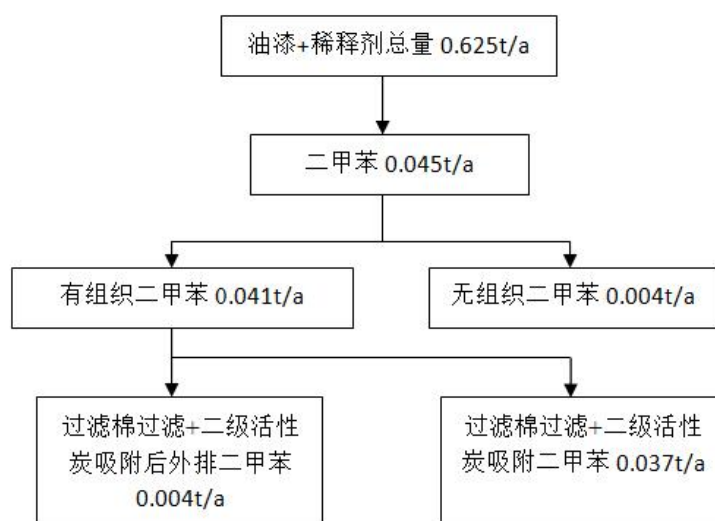 油漆+稀释剂总量 0.625t/a
二甲苯 0.045t/a
有组织二甲苯 0.041t/a
无组织二甲苯 0.004t/a
过滤棉过滤+二级活性
炭吸附后外排二甲苯
0.004t/a
过滤棉过滤+二级活性
炭吸附二甲苯 0.037t/a